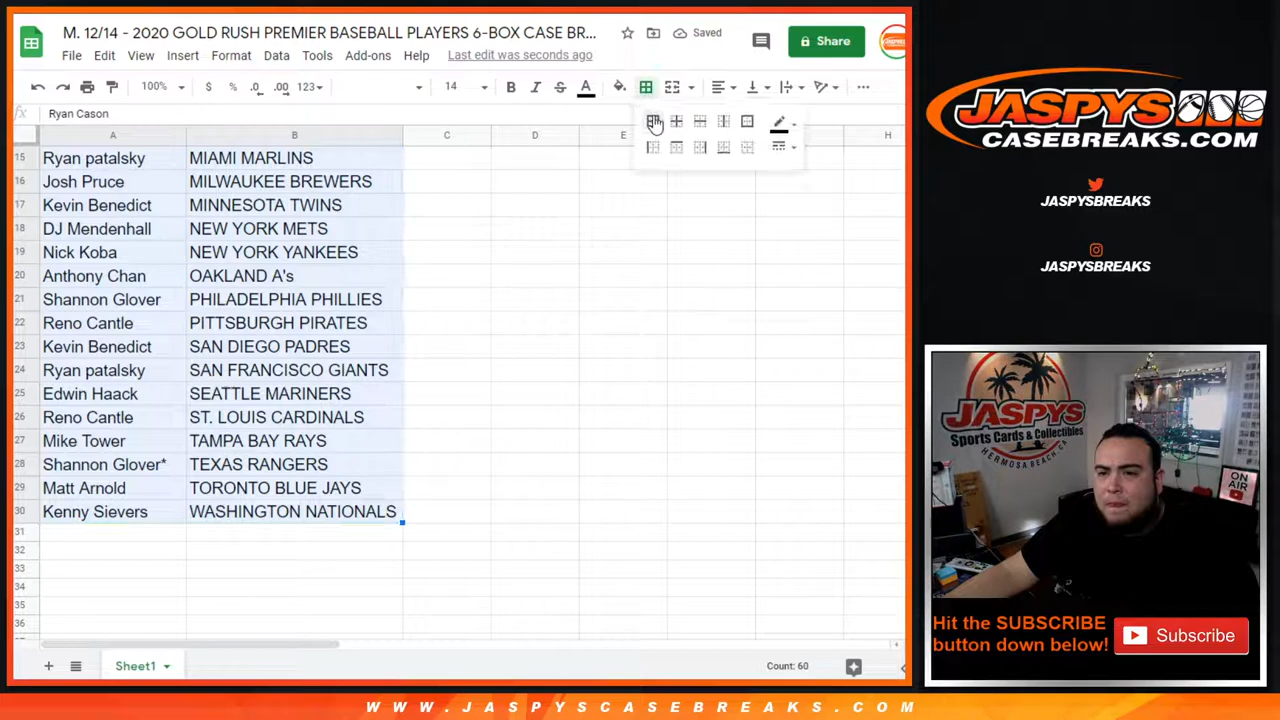 M. 12/14 - 2020 GOLD RUSH PREMIER BASEBALL PLAYERS 6-BOX CASE BR...
Saved
Share
File Edit View Insert Format Data Tools Add-ons Help Last edit was seconds ago
100% $ % .0 .00 123 14 B I S A
fx Ryan Cason
A B C D E H
15 Ryan patalsky MIAMI MARLINS
16 Josh Pruce MILWAUKEE BREWERS
17 Kevin Benedict MINNESOTA TWINS
18 DJ Mendenhall NEW YORK METS
19 Nick Koba NEW YORK YANKEES
20 Anthony Chan OAKLAND A's
21 Shannon Glover PHILADELPHIA PHILLIES
22 Reno Cantle PITTSBURGH PIRATES
23 Kevin Benedict SAN DIEGO PADRES
24 Ryan patalsky SAN FRANCISCO GIANTS
25 Edwin Haack SEATTLE MARINERS
26 Reno Cantle ST. LOUIS CARDINALS
27 Mike Tower TAMPA BAY RAYS
28 Shannon Glover* TEXAS RANGERS
29 Matt Arnold TORONTO BLUE JAYS
30 Kenny Sievers WASHINGTON NATIONALS
31
32
33
34
35
36
Sheet1
Count: 60
JASPYS
CASEBREAKS.COM
JASPYSBREAKS
JASPYSBREAKS
JASPYS
Sports Cards & Collectibles
HERMOSA BEACH CA
ON AIR
Hit the SUBSCRIBE
button down below!
Subscribe
WWW.JASPYSCASEBREAKS.COM